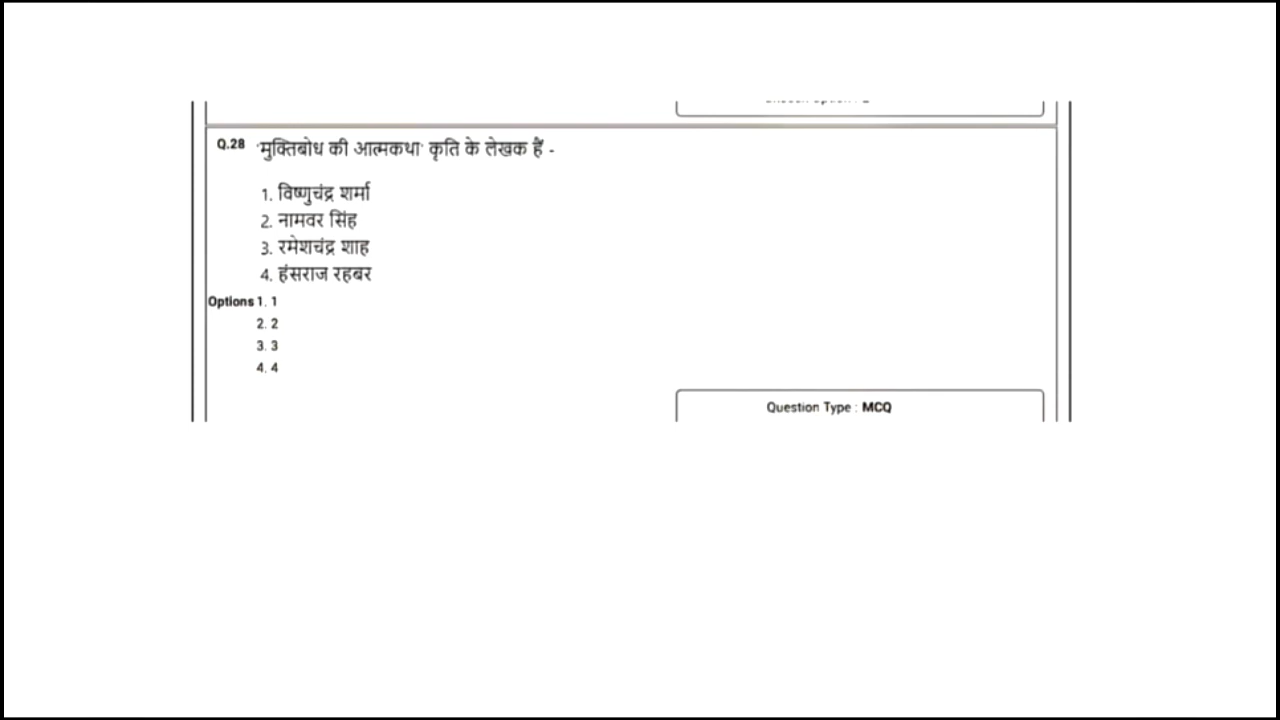 Q.28 'मुक्तिबोध की आत्मकथा' कृति के लेखक हैं -
1. विष्णुचंद्र शर्मा
2. नामवर सिंह
3. रमेशचंद्र शाह
4. हंसराज रहबर
Options 1. 1
2. 2
3. 3
4. 4
Question Type : MCQ